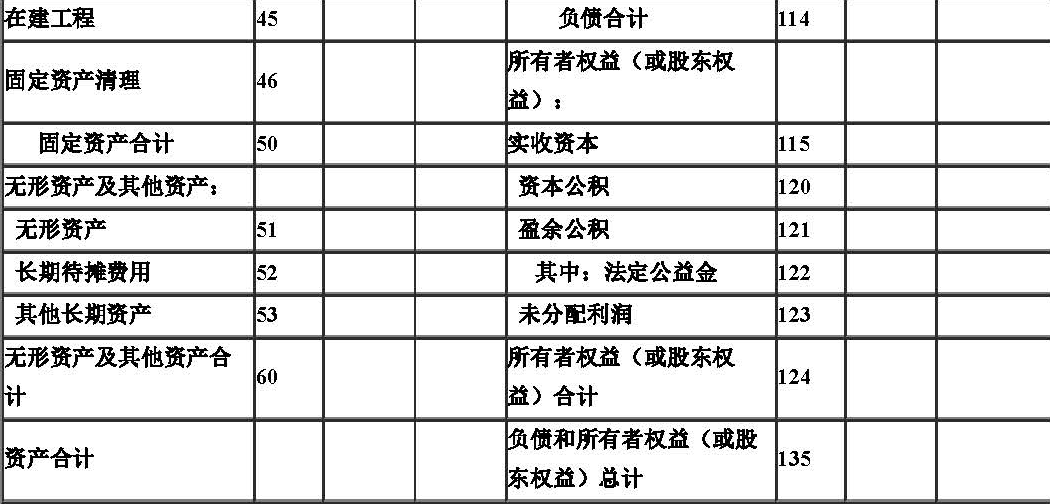 在建工程 45 负债合计 114
固定资产清理 46 所有者权益（或股东权
益）：
固定资产合计 50 实收资本 115
无形资产及其他资产： 资本公积 120
无形资产 51 盈余公积 121
长期待摊费用 52 其中：法定公益金 122
其他长期资产 53 未分配利润 123
无形资产及其他资产合
计 60 所有者权益（或股东权
益）合计 124
资产合计 负债和所有者权益（或股
东权益）总计 135